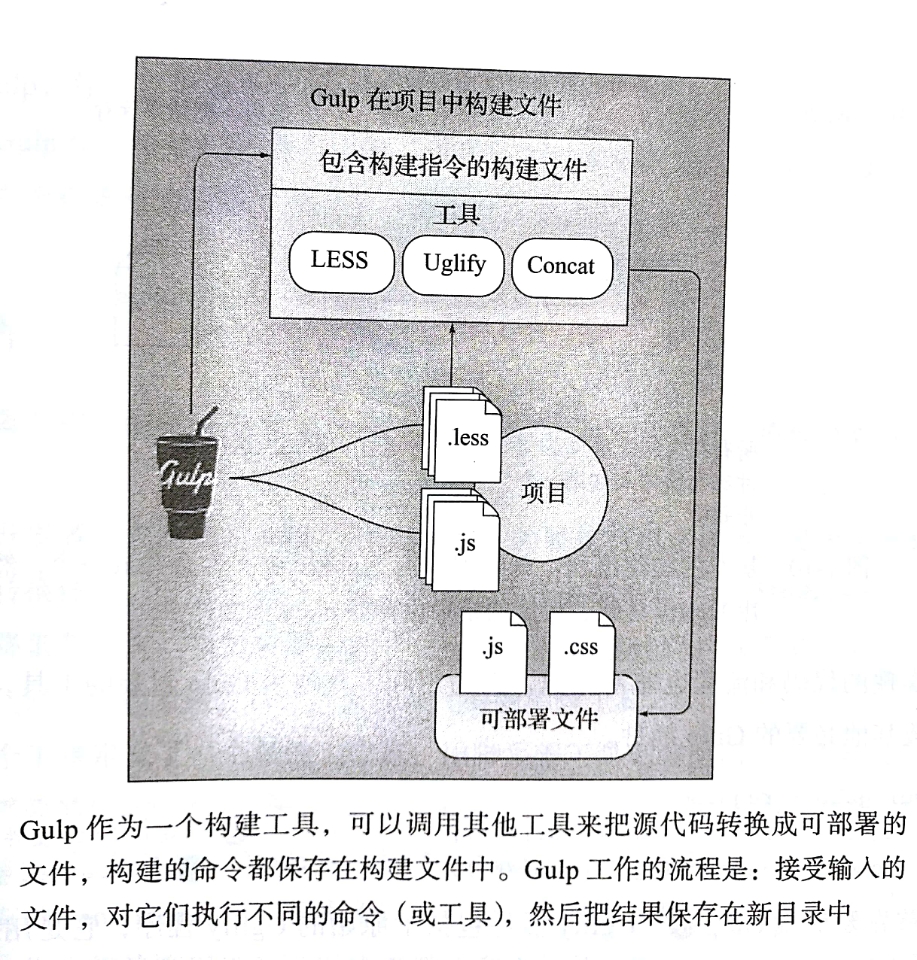 Gulp 在项目中构建文件
包含构建指令的构建文件
工具
LESS Uglify Concat
.less
Gulp
项目
.js
.js .css
可部署文件
Gulp 作为一个构建工具，可以调用其他工具来把源代码转换成可部署的
文件，构建的命令都保存在构建文件中。Gulp 工作的流程是：接受输入的
文件，对它们执行不同的命令（或工具），然后把结果保存在新目录中